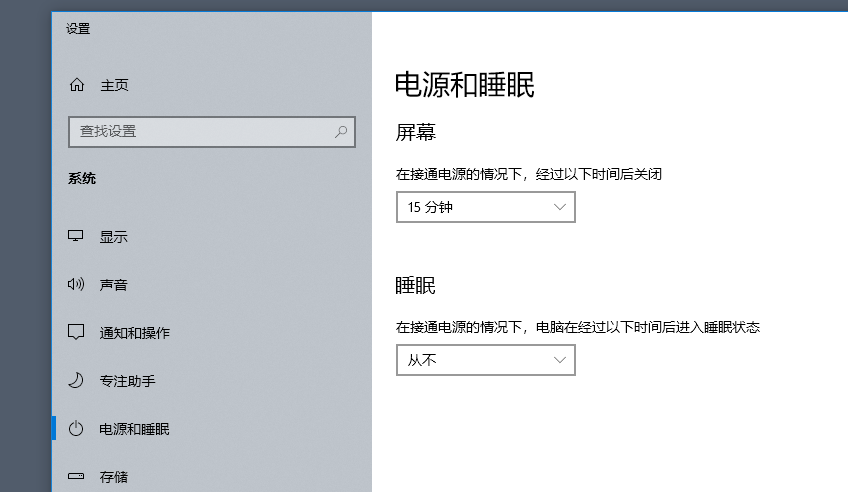 设置
主页
查找设置
系统
显示
声音
通知和操作
专注助手
电源和睡眠
存储
电源和睡眠
屏幕
在接通电源的情况下，经过以下时间后关闭
15 分钟
睡眠
在接通电源的情况下，电脑在经过以下时间后进入睡眠状态
从不